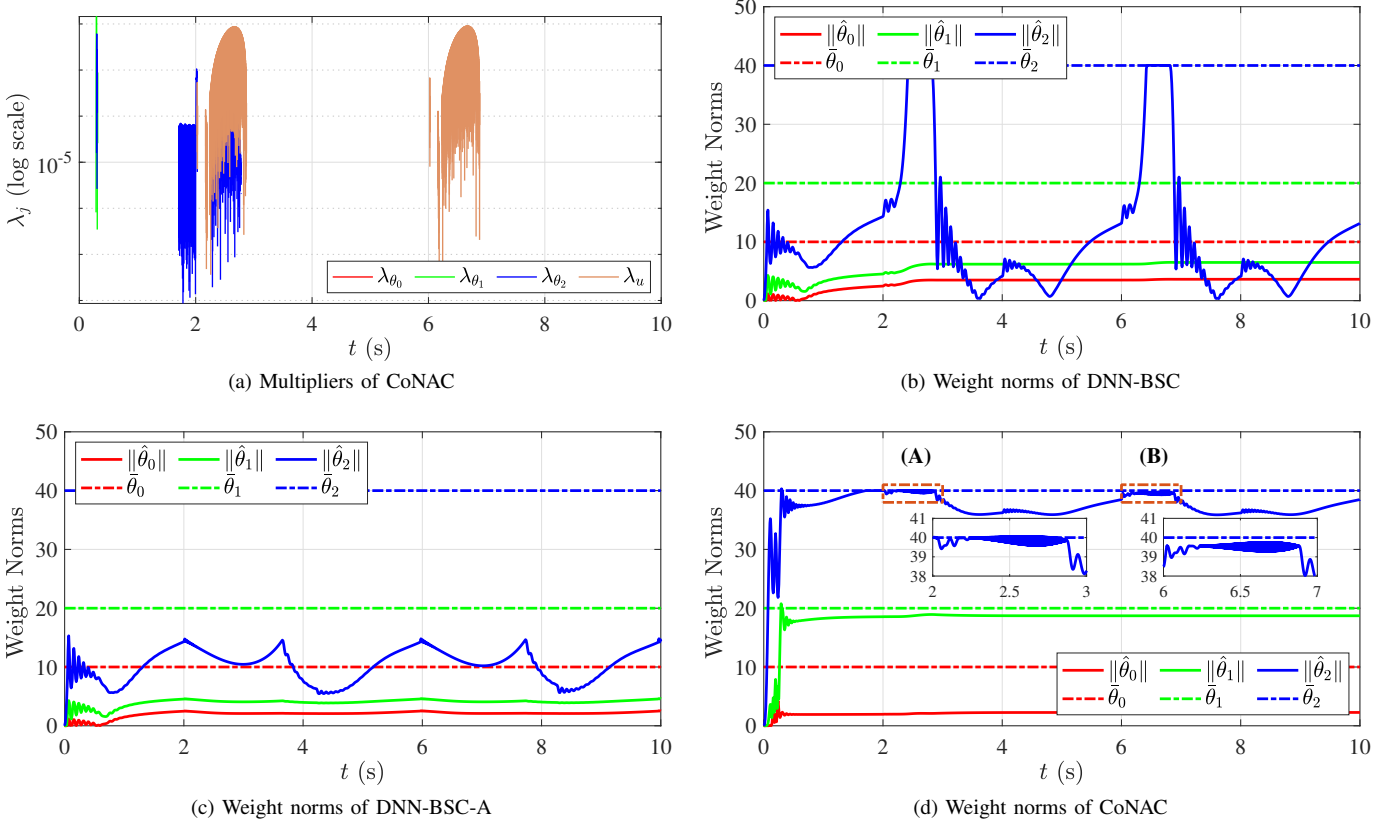 λ_j (log scale)
10^-5
λ_θ0 λ_θ1 λ_θ2 λ_u
0 2 4 6 8 10
t (s)
(a) Multipliers of CoNAC
Weight Norms
50
40
30
20
10
0
‖θ̂_0‖ ‖θ̂_1‖ ‖θ̂_2‖
θ̄_0 θ̄_1 θ̄_2
0 2 4 6 8 10
t (s)
(b) Weight norms of DNN-BSC
Weight Norms
50
40
30
20
10
0
‖θ̂_0‖ ‖θ̂_1‖ ‖θ̂_2‖
θ̄_0 θ̄_1 θ̄_2
0 2 4 6 8 10
t (s)
(c) Weight norms of DNN-BSC-A
Weight Norms
50
40
30
20
10
0
(A)
(B)
41
40
39
38
2 2.5 3
41
40
39
38
6 6.5 7
‖θ̂_0‖ ‖θ̂_1‖ ‖θ̂_2‖
θ̄_0 θ̄_1 θ̄_2
0 2 4 6 8 10
t (s)
(d) Weight norms of CoNAC